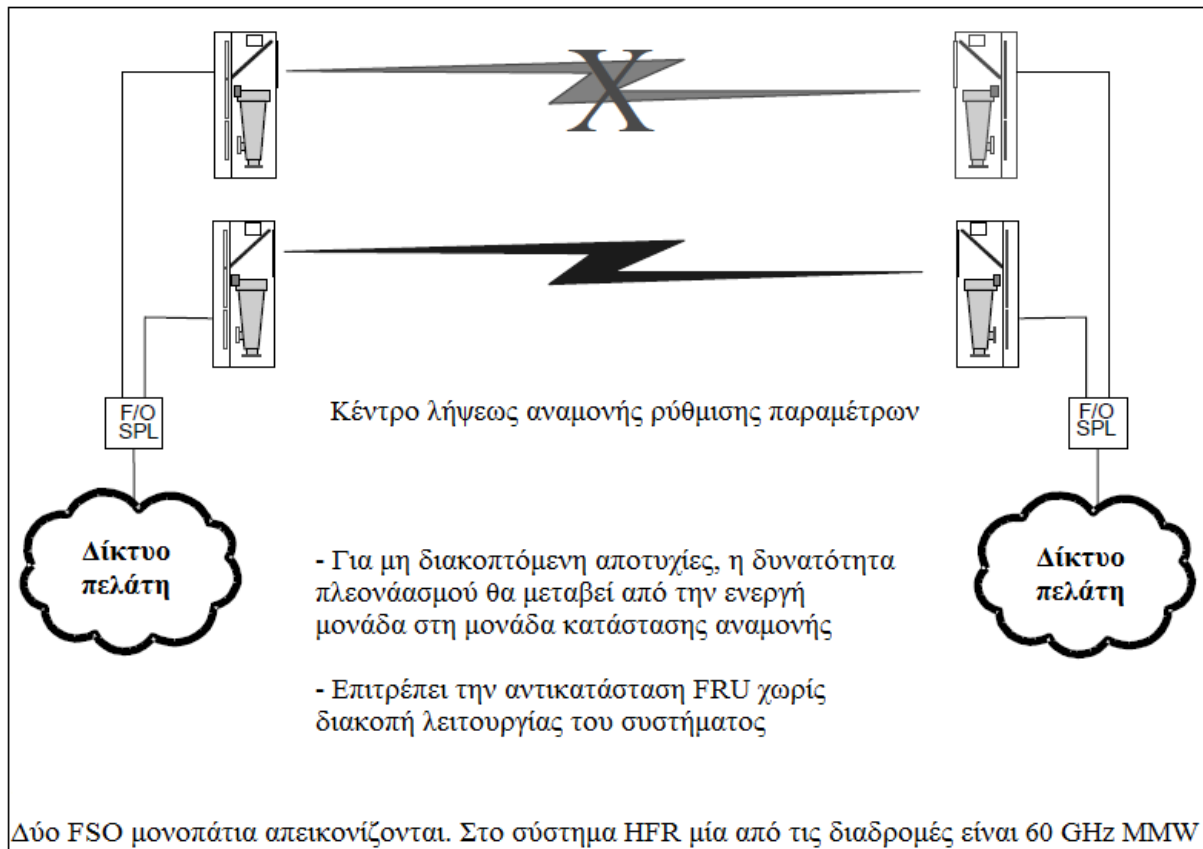 X
F/O
SPL
Κέντρο λήψεως αναμονής ρύθμισης παραμέτρων
F/O
SPL
Δίκτυο
πελάτη
- Για μη διακοπτόμενη αποτυχίες, η δυνατότητα
πλεονάασμού θα μεταβεί από την ενεργή
μονάδα στη μονάδα κατάστασης αναμονής
- Επιτρέπει την αντικατάσταση FRU χωρίς
διακοπή λειτουργίας του συστήματος
Δίκτυο
πελάτη
Δύο FSO μονοπάτια απεικονίζονται. Στο σύστημα HFR μία από τις διαδρομές είναι 60 GHz MMW